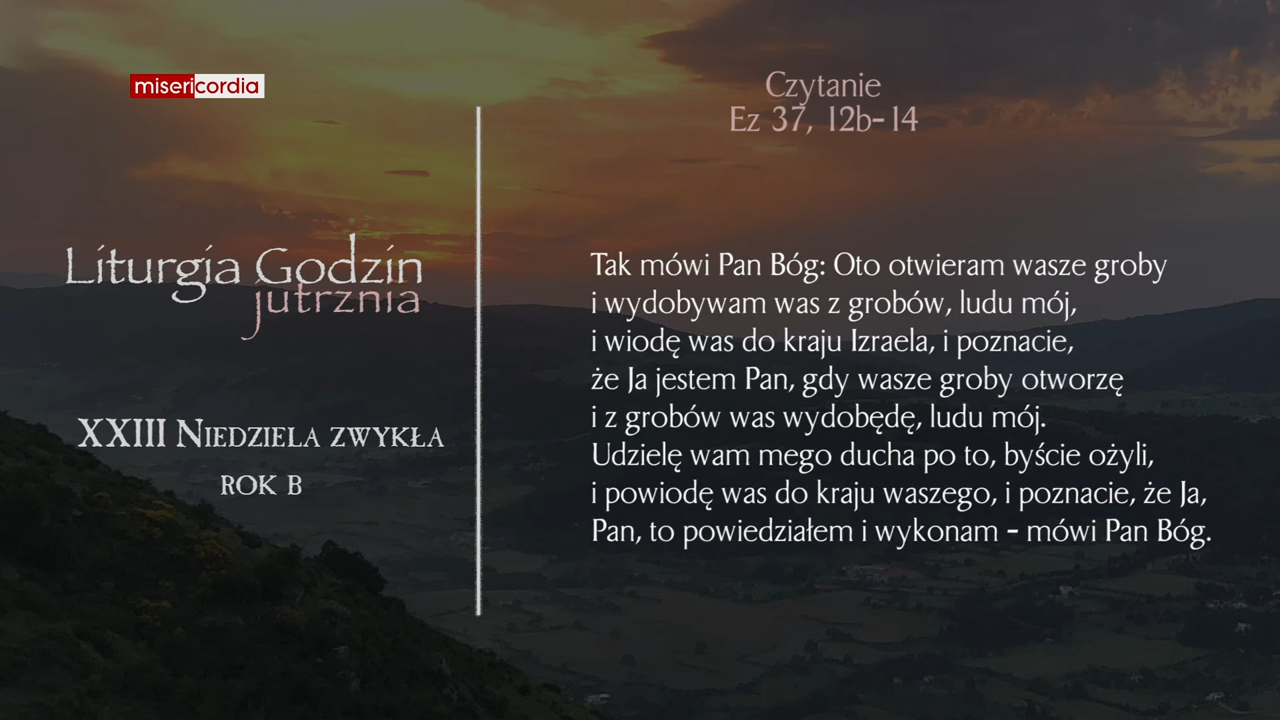 misericordia
Liturgia Godzin
jutrznia
XXIII Niedziela zwykła
rok B
Czytanie
Ez 37, 12b-14
Tak mówi Pan Bóg: Oto otwieram wasze groby
i wydobywam was z grobów, ludu mój,
i wiodę was do kraju Izraela, i poznacie,
że Ja jestem Pan, gdy wasze groby otworzę
i z grobów was wydobędę, ludu mój.
Udzielę wam mego ducha po to, byście ożyli,
i powiodę was do kraju waszego, i poznacie, że Ja,
Pan, to powiedziałem i wykonam - mówi Pan Bóg.